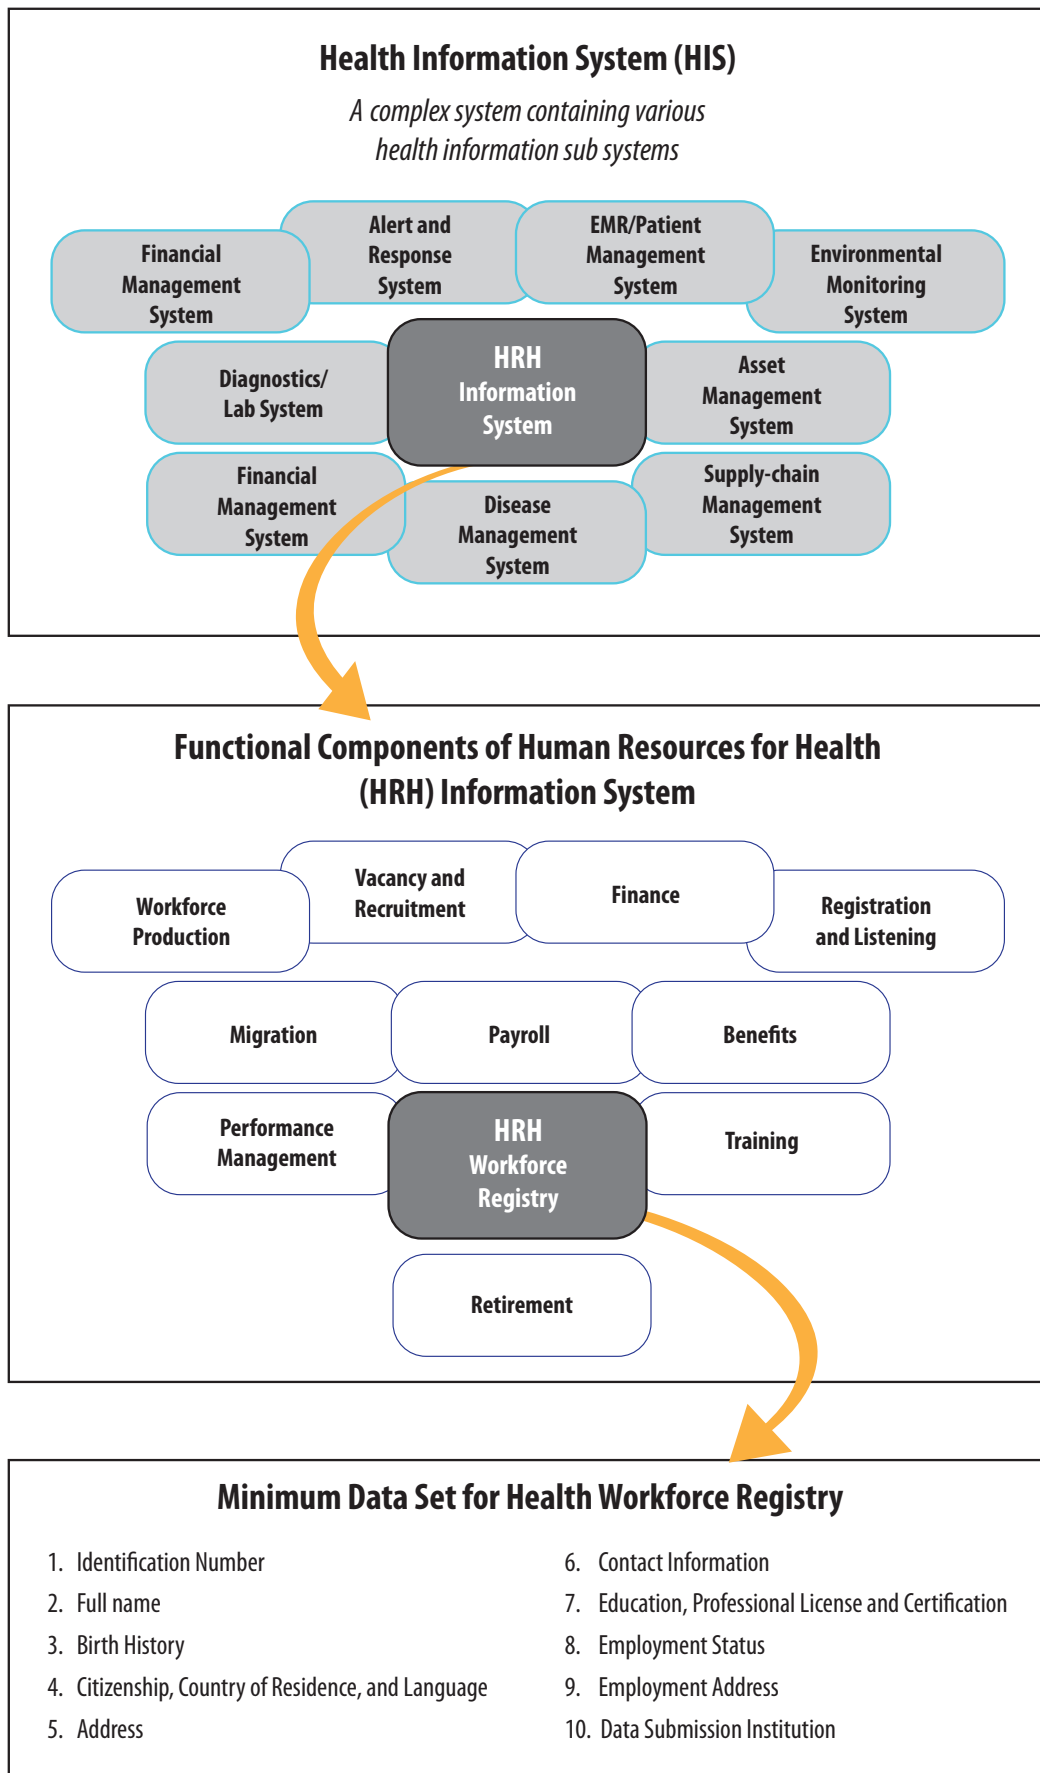 Health Information System (HIS)
A complex system containing various
health information sub systems
Financial
Management
System
Alert and
Response
System
EMR/Patient
Management
System
Environmental
Monitoring
System
Diagnostics/
Lab System
HRH
Information
System
Asset
Management
System
Financial
Management
System
Disease
Management
System
Supply-chain
Management
System
Functional Components of Human Resources for Health
(HRH) Information System
Workforce
Production
Vacancy and
Recruitment
Finance
Registration
and Listening
Migration
Payroll
Benefits
Performance
Management
HRH
Workforce
Registry
Training
Retirement
Minimum Data Set for Health Workforce Registry
1. Identification Number
2. Full name
3. Birth History
4. Citizenship, Country of Residence, and Language
5. Address
6. Contact Information
7. Education, Professional License and Certification
8. Employment Status
9. Employment Address
10. Data Submission Institution